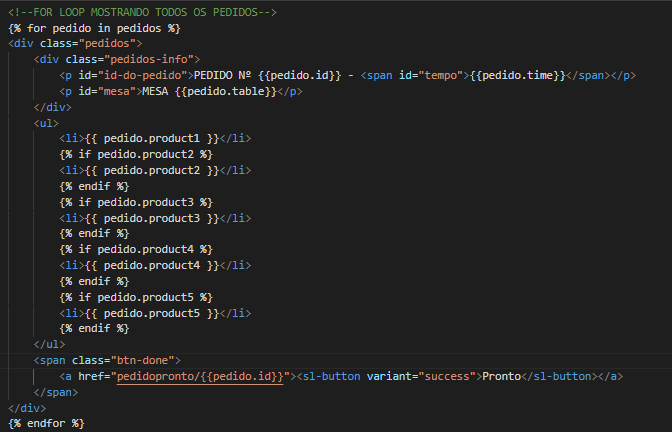 <!--FOR LOOP MOSTRANDO TODOS OS PEDIDOS-->
{% for pedido in pedidos %}
<div class="pedidos">
    <div class="pedidos-info">
        <p id="id-do-pedido">PEDIDO Nº {{pedido.id}} - <span id="tempo">{{pedido.time}}</span></p>
        <p id="mesa">MESA {{pedido.table}}</p>
    </div>
    <ul>
        <li>{{ pedido.product1 }}</li>
        {% if pedido.product2 %}
        <li>{{ pedido.product2 }}</li>
        {% endif %}
        {% if pedido.product3 %}
        <li>{{ pedido.product3 }}</li>
        {% endif %}
        {% if pedido.product4 %}
        <li>{{ pedido.product4 }}</li>
        {% endif %}
        {% if pedido.product5 %}
        <li>{{ pedido.product5 }}</li>
        {% endif %}
    </ul>
    <span class="btn-done">
        <a href="pedidopronto/{{pedido.id}}"><sl-button variant="success">Pronto</sl-button></a>
    </span>
</div>
{% endfor %}